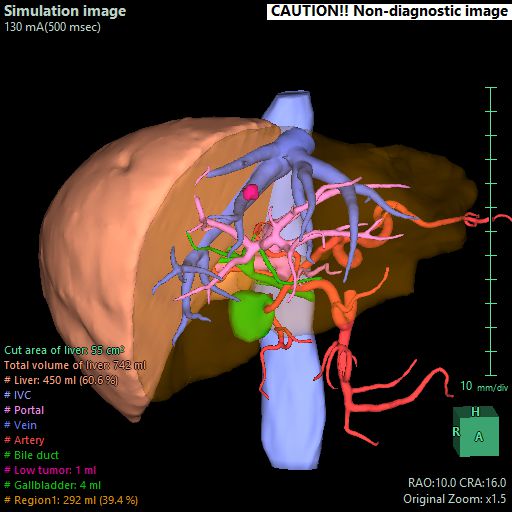 Simulation image
CAUTION!! Non-diagnostic image
130 mA(500 msec)
Cut area of liver: 55 cm²
Total volume of liver: 742 ml
# Liver: 450 ml (60.6 %)
# IVC
# Portal
# Vein
# Artery
# Bile duct
# Low tumor: 1 ml
# Gallbladder: 4 ml
# Region1: 292 ml (39.4 %)
10 mm/div
H
R
A
RAO:10.0 CRA:16.0
Original Zoom: x1.5